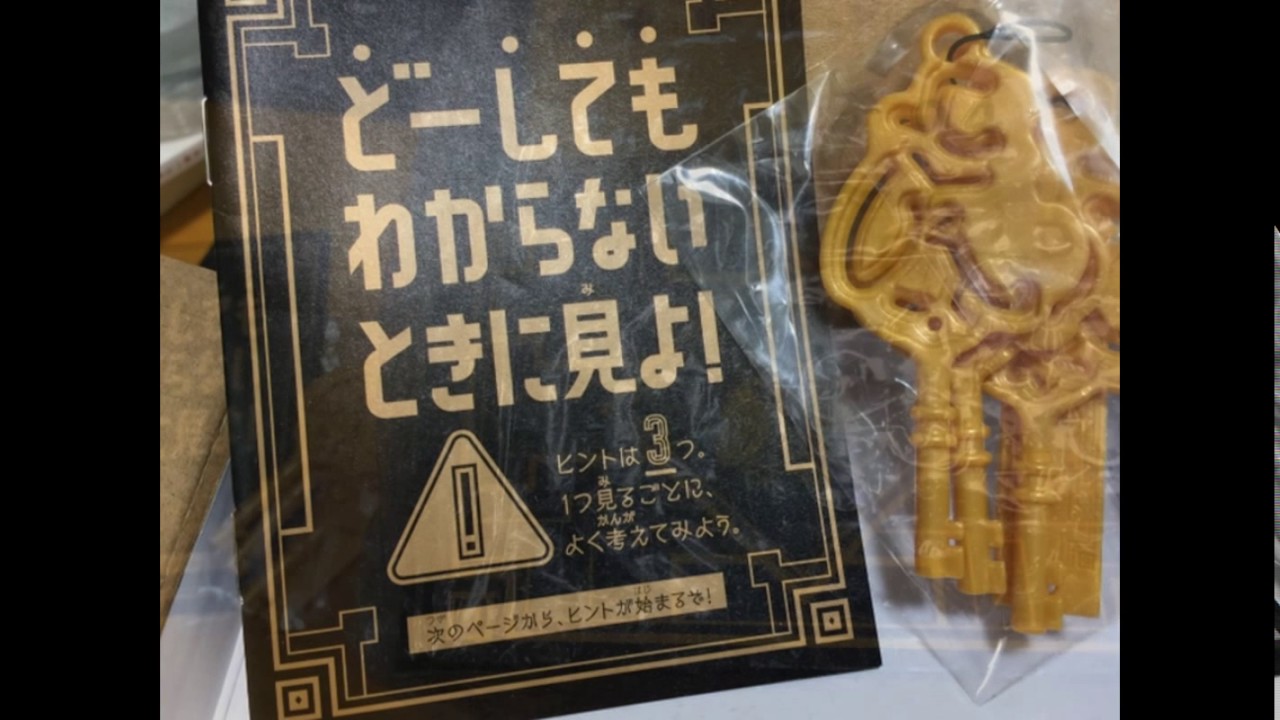 どーしても
わからない
ときに見よ!
ヒントは3つ。
1つ見るごとに、
よく考えてみよう。
次のページから、ヒントが始まるぞ!